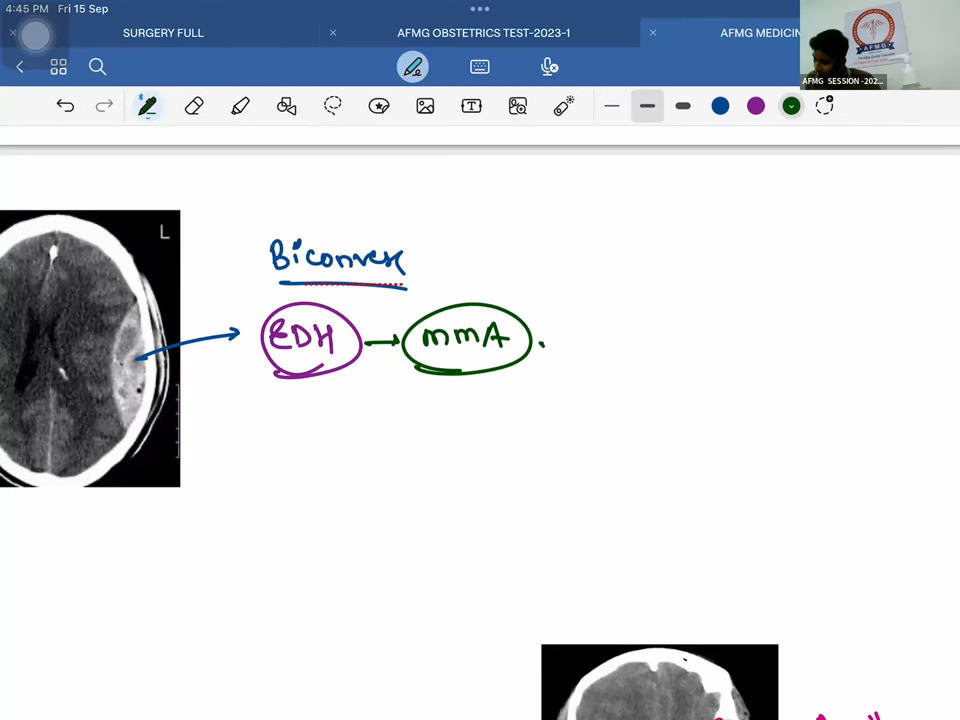 4:45 PM Fri 15 Sep
SURGERY FULL
AFMG OBSTETRICS TEST-2023-1
AFMG MEDICIN
AFMG
AFMG SESSION -202...
L
Biconvex
EDH → MMA .